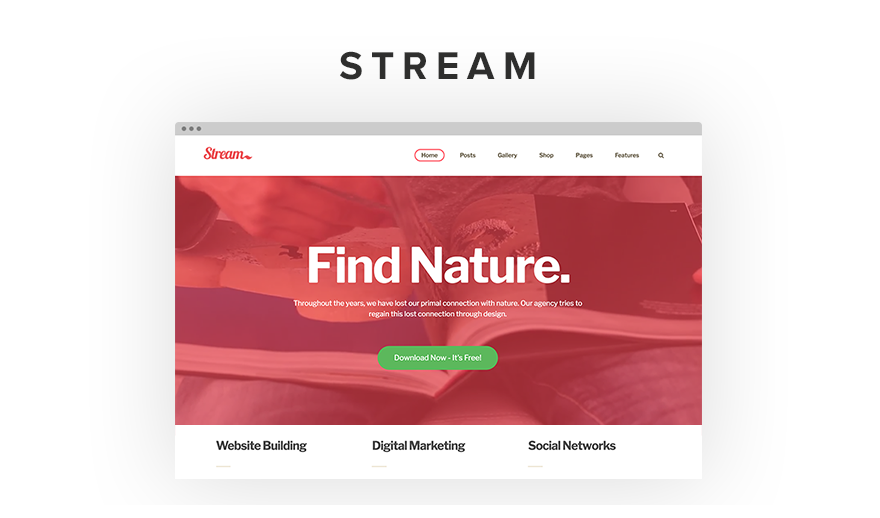 STREAM
Stream
Home Posts Gallery Shop Pages Features
Find Nature.
Throughout the years, we have lost our primal connection with nature. Our agency tries to
regain this lost connection through design.
Download Now - It's Free!
Website Building Digital Marketing Social Networks